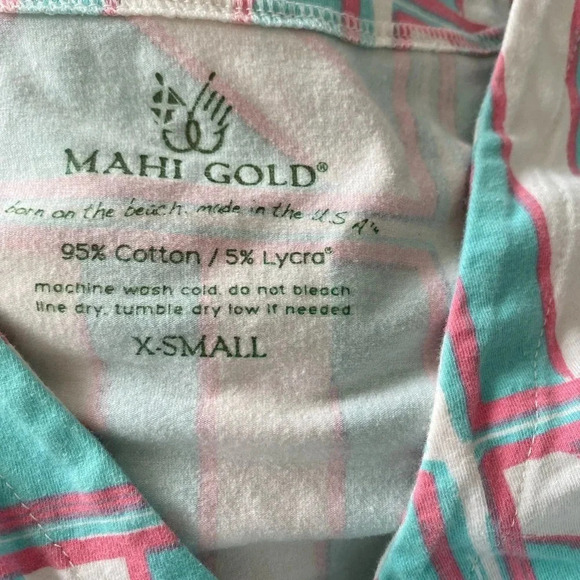 MAHI GOLD®
born on the beach. made in the U.S.A.™
95% Cotton / 5% Lycra®
machine wash cold. do not bleach
line dry. tumble dry low if needed
X-SMALL